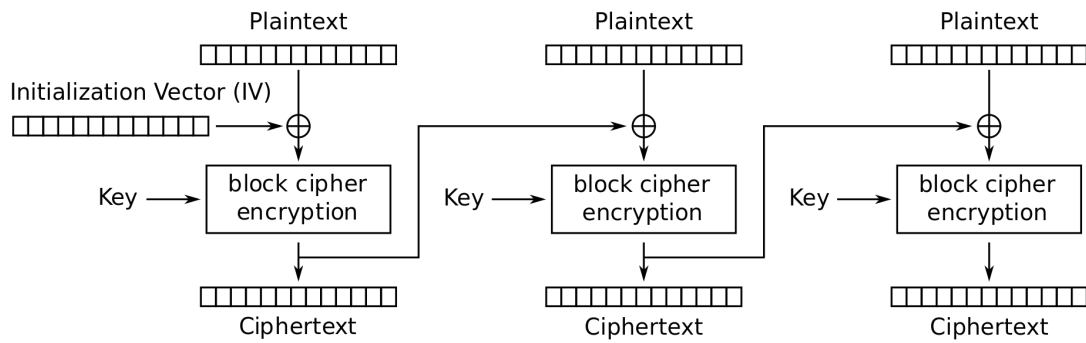 Plaintext
Plaintext
Plaintext
Initialization Vector (IV)
Key
block cipher
encryption
Key
block cipher
encryption
Key
block cipher
encryption
Ciphertext
Ciphertext
Ciphertext